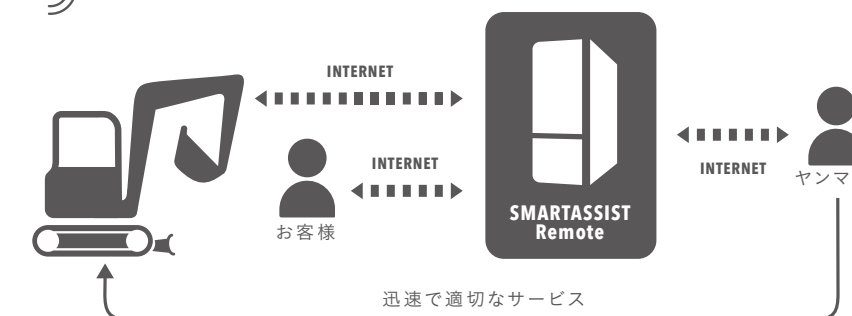 INTERNET
INTERNET
お客様
SMARTASSIST
Remote
INTERNET
ヤンマ
迅速で適切なサービス